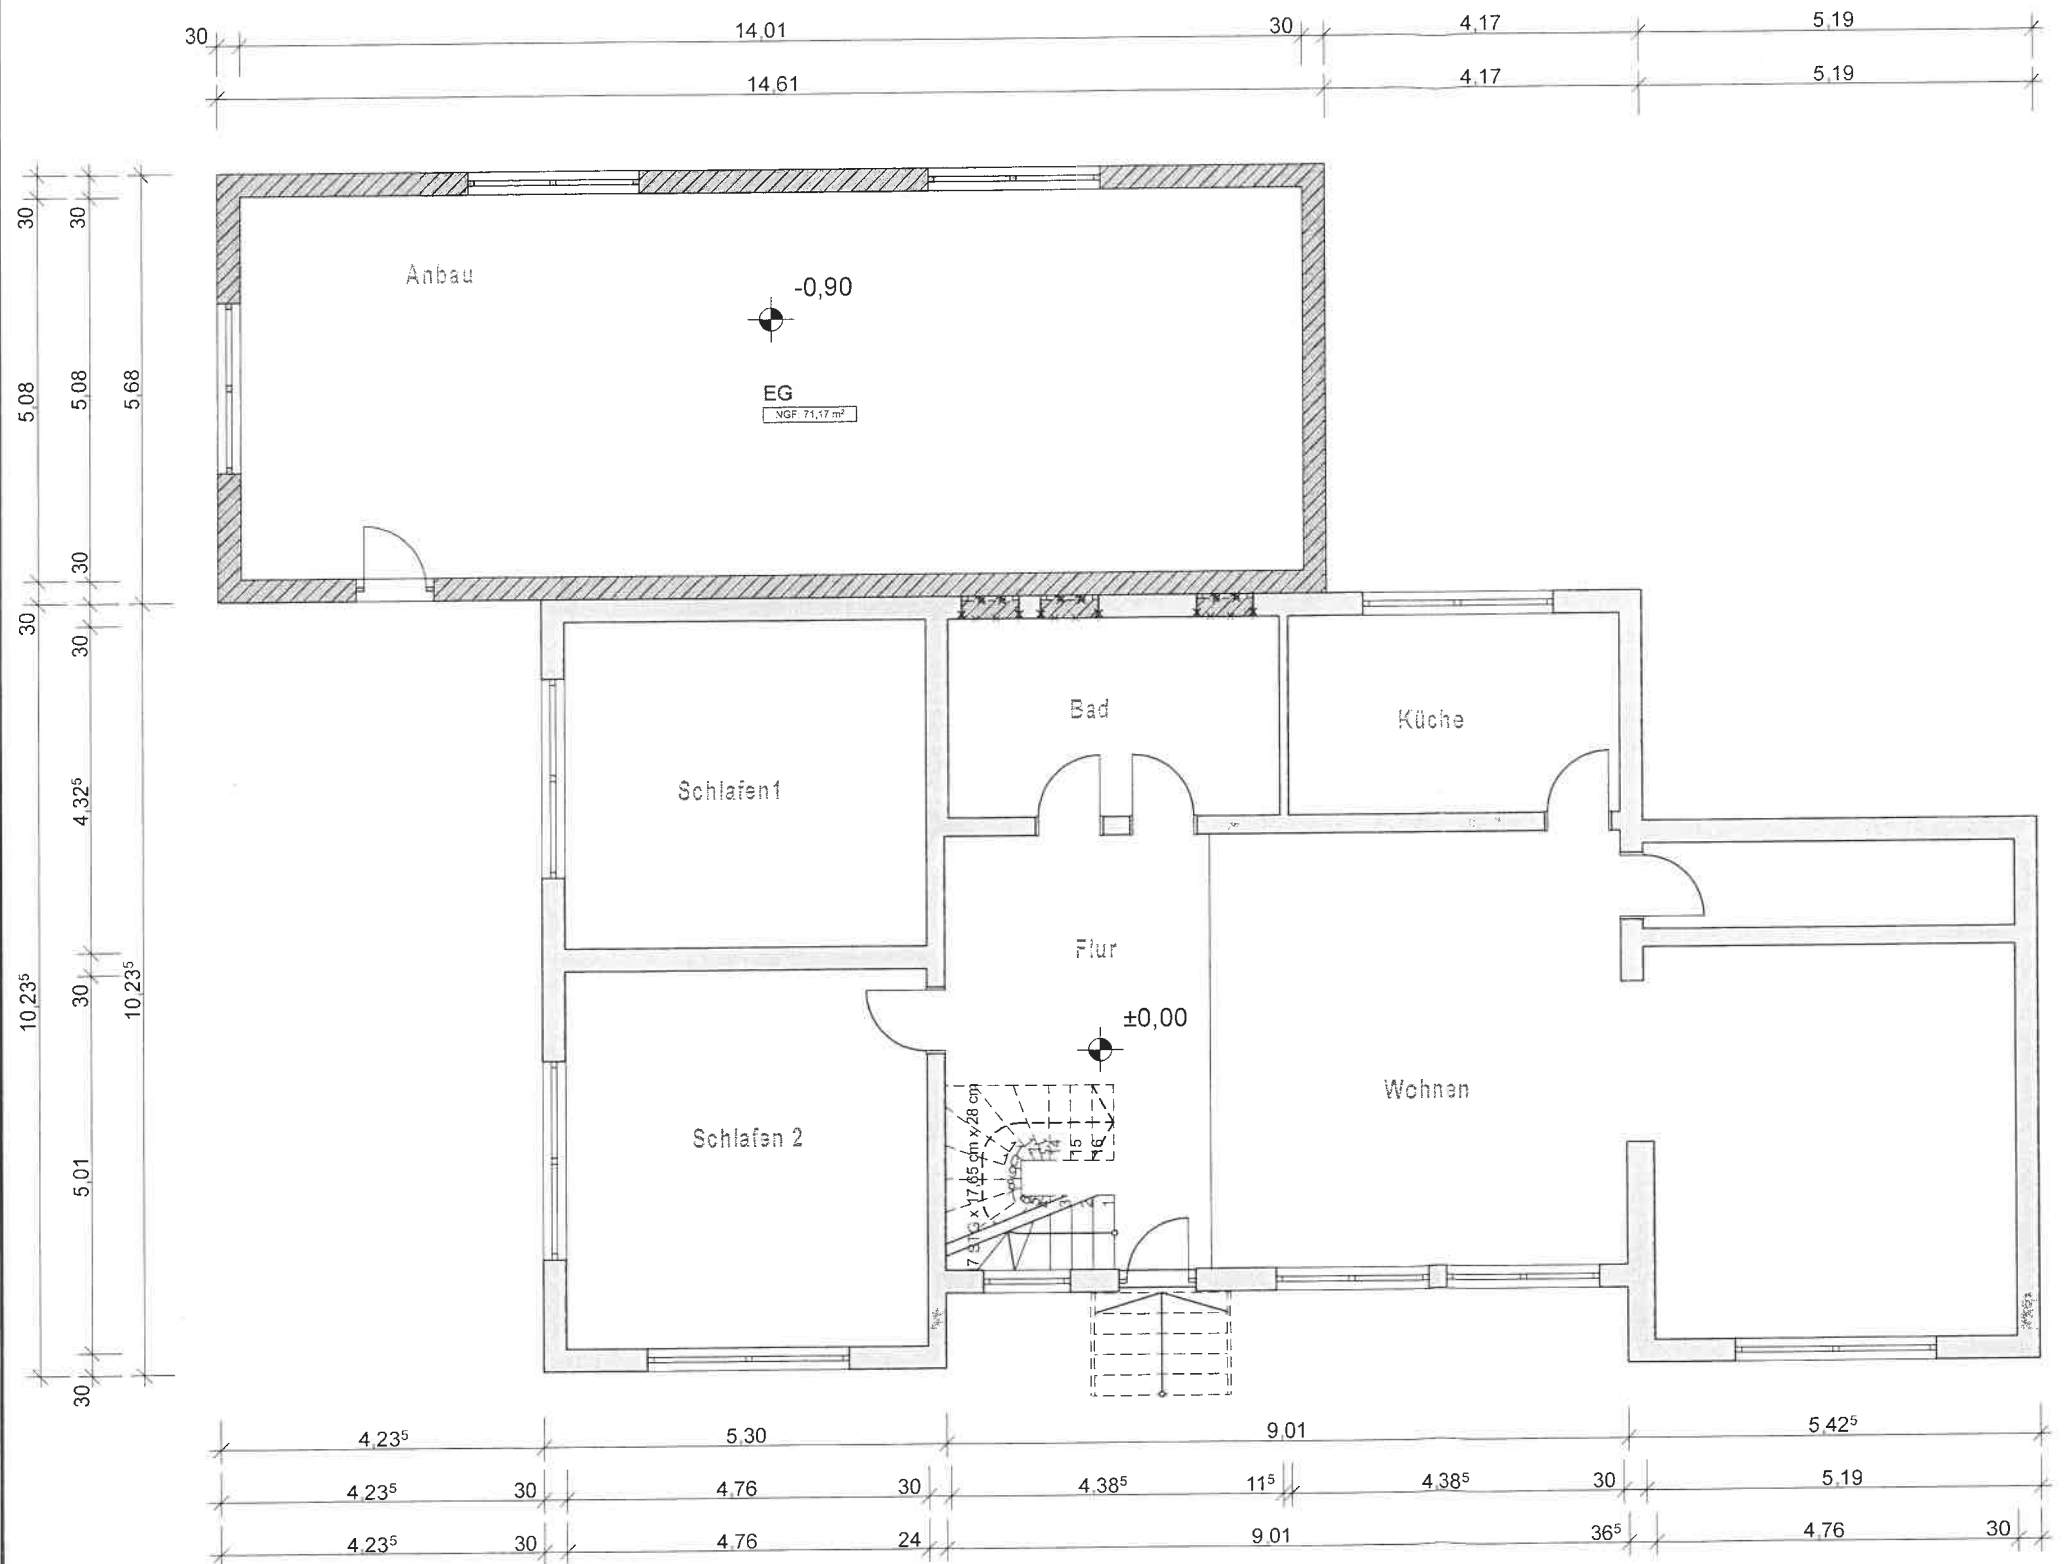 30 14,01 30 4,17 5,19
14,61 4,17 5,19
30 5,08 30 10,23⁵
30 5,08 30 30 4,32⁵ 30 5,01 30
5,68 10,23⁵
Anbau
-0,90
EG
NGF: 71,17 m²
Bad
Küche
Schlafen1
Flur
±0,00
Wohnen
Schlafen 2
7 STG x 17,65 cm x 28 cm
15
16
3
2
1
4,23⁵ 5,30 9,01 5,42⁵
4,23⁵ 30 4,76 30 4,38⁵ 11⁵ 4,38⁵ 30 5,19
4,23⁵ 30 4,76 24 9,01 36⁵ 4,76 30